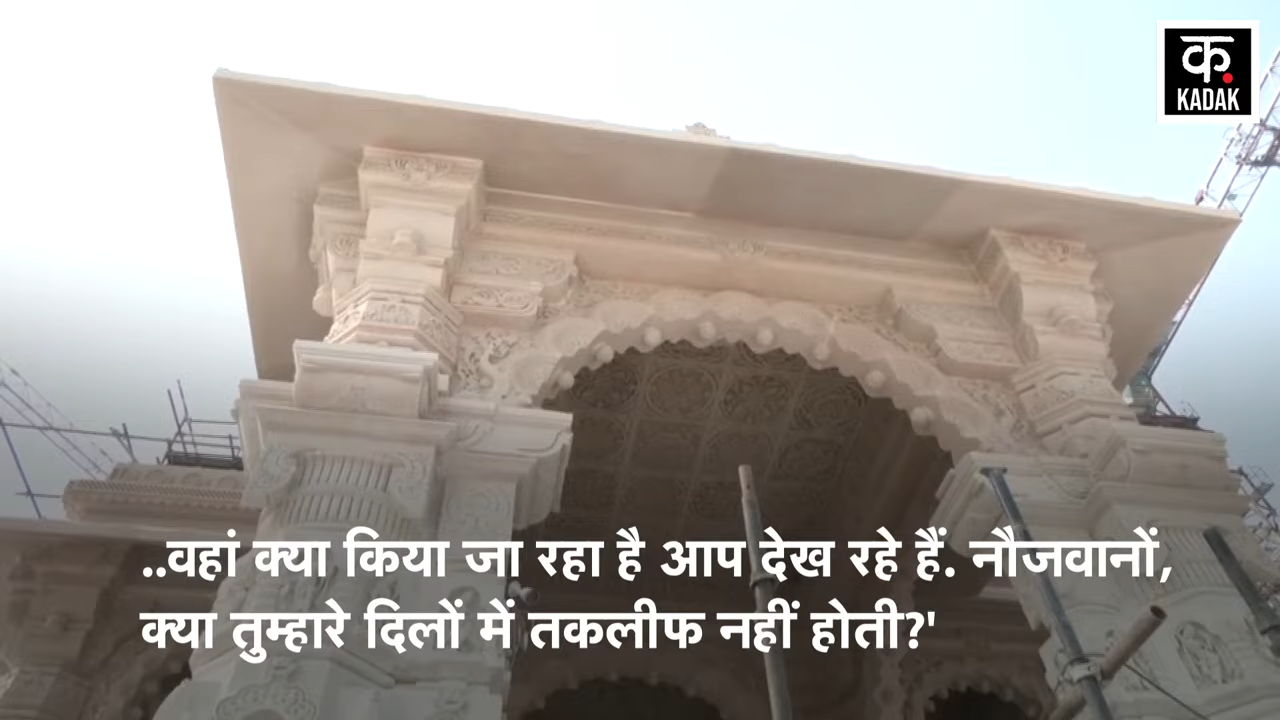 क.
KADAK
..वहां क्या किया जा रहा है आप देख रहे हैं. नौजवानों,
क्या तुम्हारे दिलों में तकलीफ नहीं होती?'